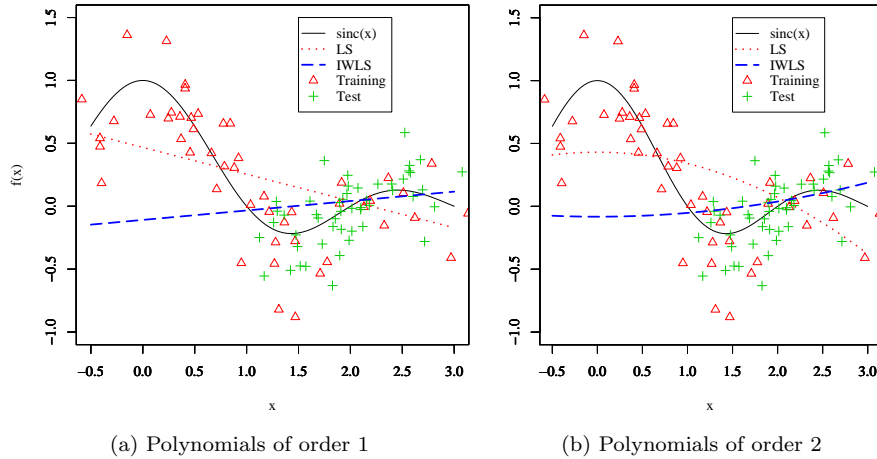 1.5
1.0
0.5
0.0
−0.5
−1.0
f(x)
−0.5 0.0 0.5 1.0 1.5 2.0 2.5 3.0
x
sinc(x)
LS
IWLS
Training
Test
(a) Polynomials of order 1
1.5
1.0
0.5
0.0
−0.5
−1.0
−0.5 0.0 0.5 1.0 1.5 2.0 2.5 3.0
x
sinc(x)
LS
IWLS
Training
Test
(b) Polynomials of order 2